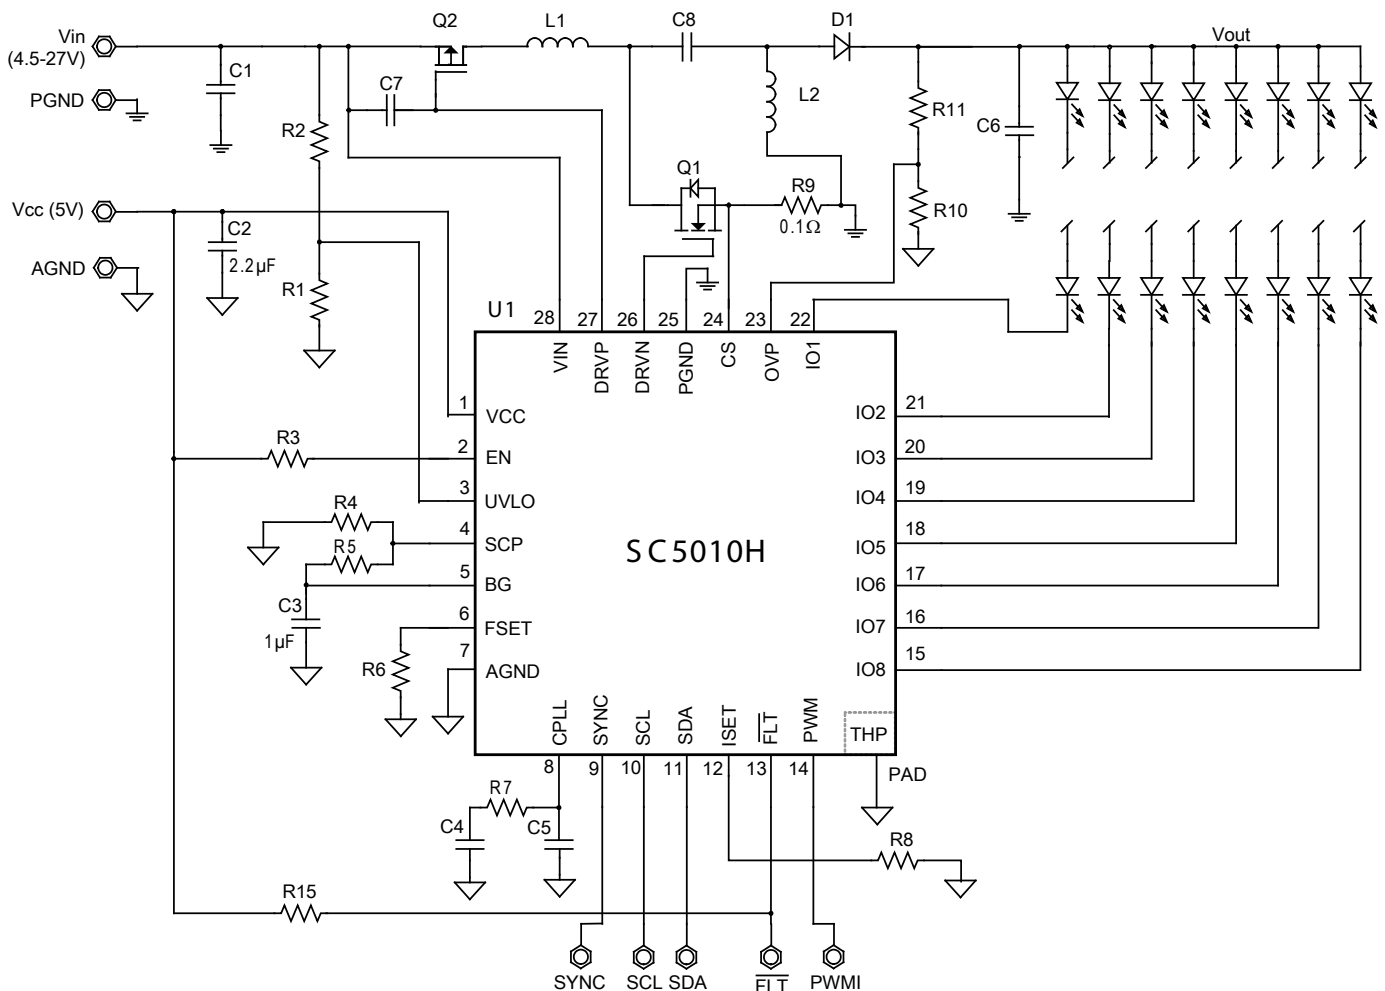 Q2 L1 C8 D1
Vin
(4.5-27V)
Vout
C1 C7
L2
PGND
R2
R11
C6
Q1
R9
0.1Ω
Vcc (5V)
C2
2.2µF
R10
AGND
R1
U1
28 27 26 25 24 23 22
VIN DRVP DRVN PGND CS OVP IO1
1 VCC
IO2 21
R3
2 EN
IO3 20
3 UVLO
IO4 19
R4
4 SCP
IO5 18
R5
SC5010H
5 BG
IO6 17
C3
1µF
6 FSET
IO7 16
R6
7 AGND
IO8 15
CPLL SYNC SCL SDA ISET FLT PWM
THP
8 9 10 11 12 13 14
PAD
R7
C4 C5
R8
R15
SYNC SCL SDA FLT PWMI